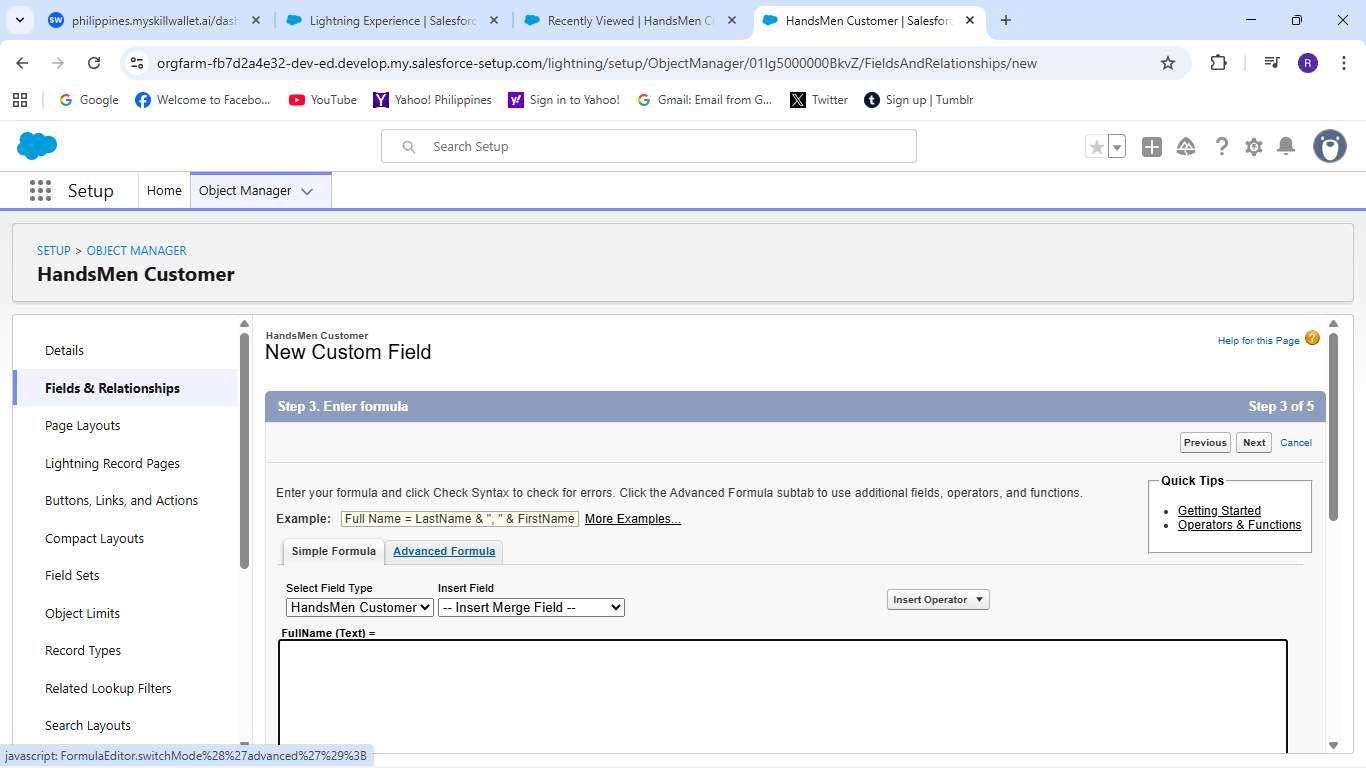 philippines.myskillwallet.ai/dash
Lightning Experience | Salesforc
Recently Viewed | HandsMen Cu
HandsMen Customer | Salesforc
orgfarm-fb7d2a4e32-dev-ed.develop.my.salesforce-setup.com/lightning/setup/ObjectManager/01Ig5000000BkvZ/FieldsAndRelationships/new
R
Google
Welcome to Facebo...
YouTube
Yahoo! Philippines
Sign in to Yahoo!
Gmail: Email from G...
Twitter
Sign up | Tumblr
Search Setup
Setup
Home
Object Manager
SETUP > OBJECT MANAGER
HandsMen Customer
Details
Fields & Relationships
Page Layouts
Lightning Record Pages
Buttons, Links, and Actions
Compact Layouts
Field Sets
Object Limits
Record Types
Related Lookup Filters
Search Layouts
HandsMen Customer
New Custom Field
Help for this Page ?
Step 3. Enter formula
Step 3 of 5
Previous
Next
Cancel
Enter your formula and click Check Syntax to check for errors. Click the Advanced Formula subtab to use additional fields, operators, and functions.
Example: Full Name = LastName & ", " & FirstName More Examples...
Quick Tips
Getting Started
Operators & Functions
Simple Formula
Advanced Formula
Select Field Type
Insert Field
HandsMen Customer
-- Insert Merge Field --
Insert Operator
FullName (Text) =
javascript: FormulaEditor.switchMode%28%27advanced%27%29%3B